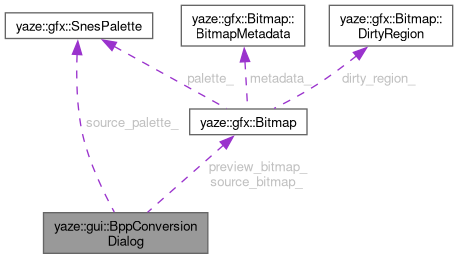 yaze::gfx::SnesPalette
yaze::gfx::Bitmap::
BitmapMetadata
yaze::gfx::Bitmap::
DirtyRegion
palette_
metadata_
dirty_region_
source_palette_
yaze::gfx::Bitmap
preview_bitmap_
source_bitmap_
yaze::gui::BppConversion
Dialog